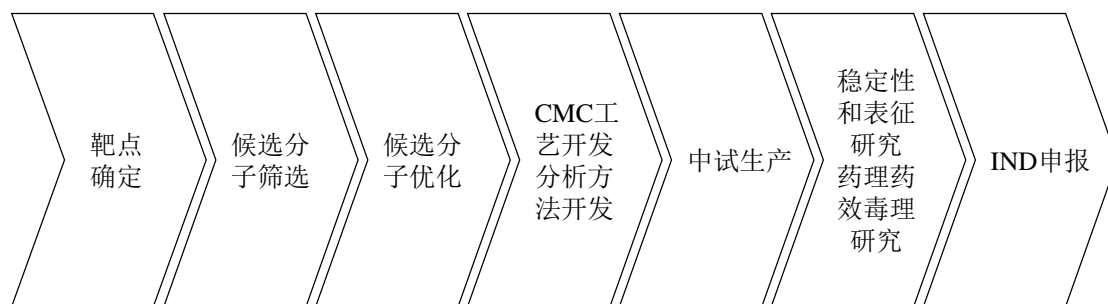 靶点
确定
候选分
子筛选
候选分
子优化
CMC工
艺开发
分析方
法开发
中试生产
稳定性
和表征
研究
药理药
效毒理
研究
IND申报